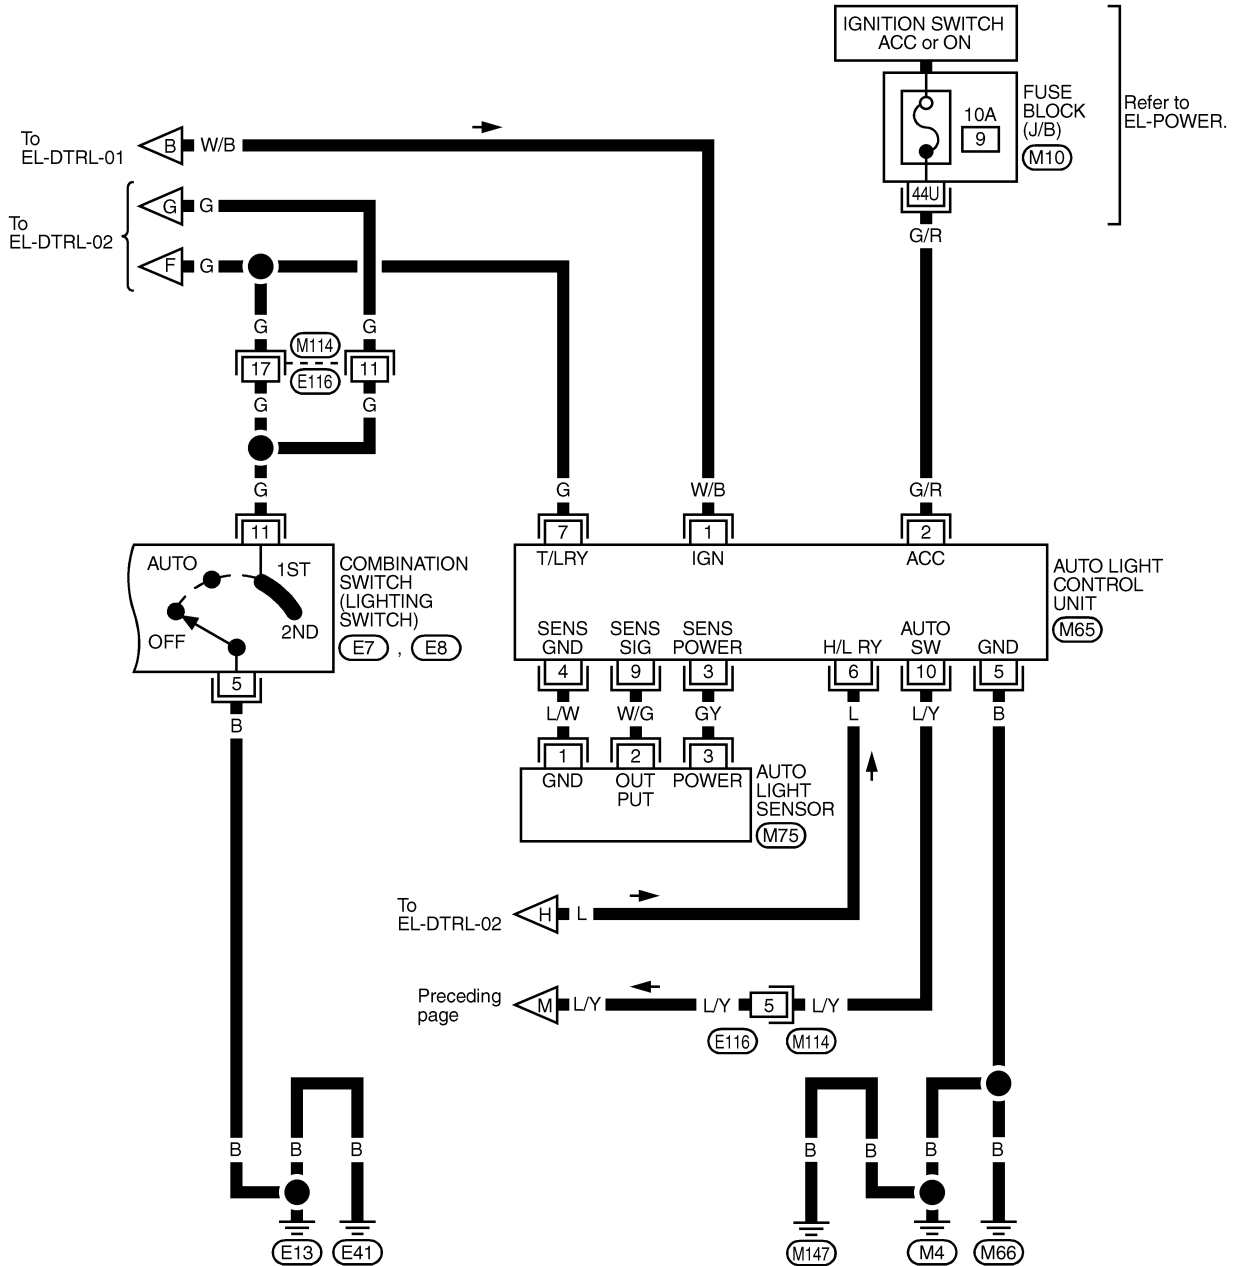 IGNITION SWITCH
ACC or ON
FUSE
BLOCK
(J/B)
M10
10A
9
Refer to
EL-POWER.
44U
G/R
To
EL-DTRL-01
B
W/B
To
EL-DTRL-02
G
G
F
G
G
G
M114
E116
17
11
G
G
G
G
W/B
G/R
11
7
1
2
AUTO
1ST
OFF
2ND
COMBINATION
SWITCH
(LIGHTING
SWITCH)
E7 , E8
T/LRY
IGN
ACC
AUTO LIGHT
CONTROL
UNIT
M65
SENS
GND
SENS
SIG
SENS
POWER
H/L RY
AUTO
SW
GND
5
4
9
3
6
10
5
B
L/W
W/G
GY
L
L/Y
B
1
2
3
GND
OUT
PUT
POWER
AUTO
LIGHT
SENSOR
M75
To
EL-DTRL-02
H
L
Preceding
page
M
L/Y
L/Y
5
L/Y
E116
M114
B
B
B
B
B
B
B
E13
E41
M147
M4
M66